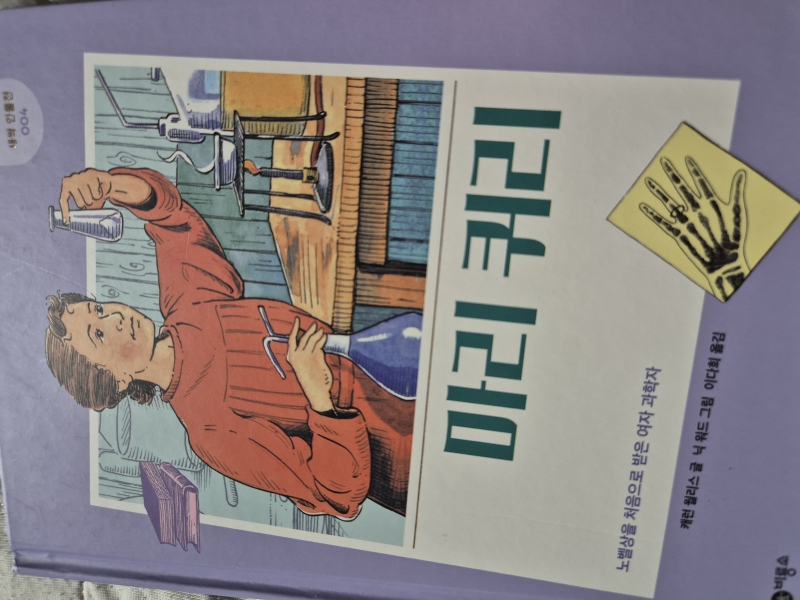 새싹 인물전
004
마리 퀴리
노벨상을 처음으로 받은 여자 과학자
캐런 월리스 글 닉 워드 그림 이다희 옮김
비룡소